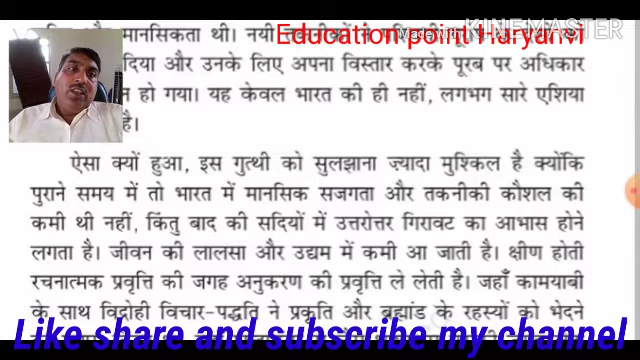 मानसिकता थी। नयी तकनीकों ने
Education point Haryanvi
Made with KINEMASTER
दिया और उनके लिए अपना विस्तार करके पूरब पर अधिकार
न हो गया। यह केवल भारत की ही नहीं, लगभग सारे एशिया
है।
ऐसा क्यों हुआ, इस गुत्थी को सुलझाना ज़्यादा मुश्किल है क्योंकि
पुराने समय में तो भारत में मानसिक सजगता और तकनीकी कौशल की
कमी थी नहीं, किंतु बाद की सदियों में उत्तरोत्तर गिरावट का आभास होने
लगता है। जीवन की लालसा और उद्यम में कमी आ जाती है। क्षीण होती
रचनात्मक प्रवृत्ति की जगह अनुकरण की प्रवृत्ति ले लेती है। जहाँ कामयाबी
के साथ विद्रोही विचार-पद्धति ने प्रकृति और ब्रह्मांड के रहस्यों को भेदने
Like share and subscribe my channel